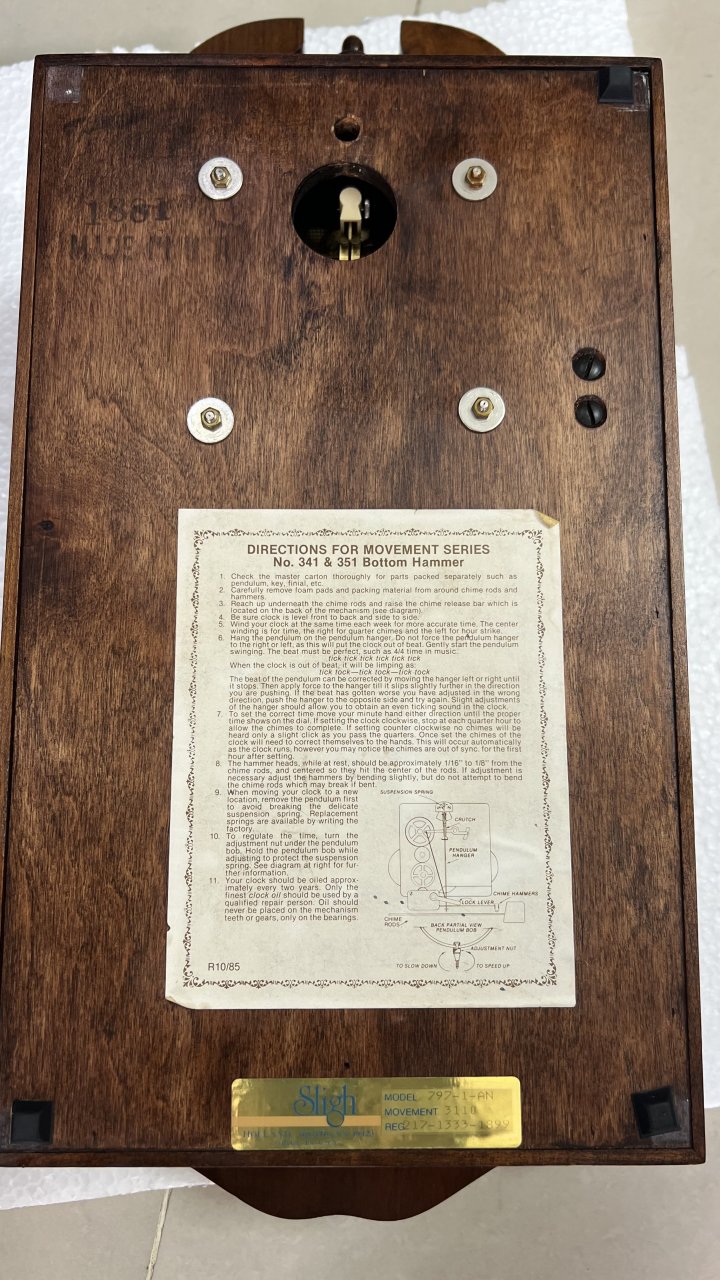 1881
DIRECTIONS FOR MOVEMENT SERIES
No. 341 & 351 Bottom Hammer
1. Check the master carton thoroughly for parts packed separately such as
pendulum, key, finial, etc.
2. Carefully remove foam pads and packing material from around chime rods and
hammers.
3. Reach up underneath the chime rods and raise the chime release bar which is
located on the back of the mechanism (see diagram).
4. Be sure clock is level front to back and side to side.
5. Wind your clock at the same time each week for more accurate time. The center
winding is for time, the right for quarter chimes and the left for hour strike.
6. Hang the pendulum on the pendulum hanger. Do not force the pendulum hanger
to the right or left, as this will put the clock out of beat. Gently start the pendulum
swinging. The beat must be perfect, such as 4/4 time in music:
tick tick tick tick tick tick
When the clock is out of beat, it will be limping as:
tick tock—tick tock—tick tock
The beat of the pendulum can be corrected by moving the hanger left or right until
it stops. Then apply force to the hanger till it slips slightly further in the direction
you are pushing. If the beat has gotten worse you have adjusted in the wrong
direction, push the hanger to the opposite side and try again. Slight adjustments
of the hanger should allow you to obtain an even ticking sound in the clock.
7. To set the correct time move your minute hand either direction until the proper
time shows on the dial. If setting the clock clockwise, stop at each quarter hour to
allow the chimes to complete. If setting counter clockwise no chimes will be
heard only a slight click as you pass the quarters. Once set the chimes of the
clock will need to correct themselves to the hands. This will occur automatically
as the clock runs, however you may notice the chimes are out of sync. for the first
hour after setting.
8. The hammer heads, while at rest, should be approximately 1/16" to 1/8" from the
chime rods, and centered so they hit the center of the rods. If adjustment is
necessary adjust the hammers by bending slightly, but do not attempt to bend
the chime rods which may break if bent.
9. When moving your clock to a new
location, remove the pendulum first
to avoid breaking the delicate
suspension spring. Replacement
springs are available by writing the
factory.
10. To regulate the time, turn the
adjustment nut under the pendulum
bob. Hold the pendulum bob while
adjusting to protect the suspension
spring. See diagram at right for fur-
ther information.
11. Your clock should be oiled approx-
imately every two years. Only the
finest clock oil should be used by a
qualified repair person. Oil should
never be placed on the mechanism
teeth or gears, only on the bearings.
SUSPENSION SPRING
CRUTCH
PENDULUM
HANGER
CHIME HAMMERS
LOCK LEVER
CHIME
RODS
BACK PARTIAL VIEW
PENDULUM BOB
ADJUSTMENT NUT
TO SLOW DOWN
TO SPEED UP
R10/85
Sligh
MODEL 797-1-AN
MOVEMENT 3110
REG 217-1333-1899